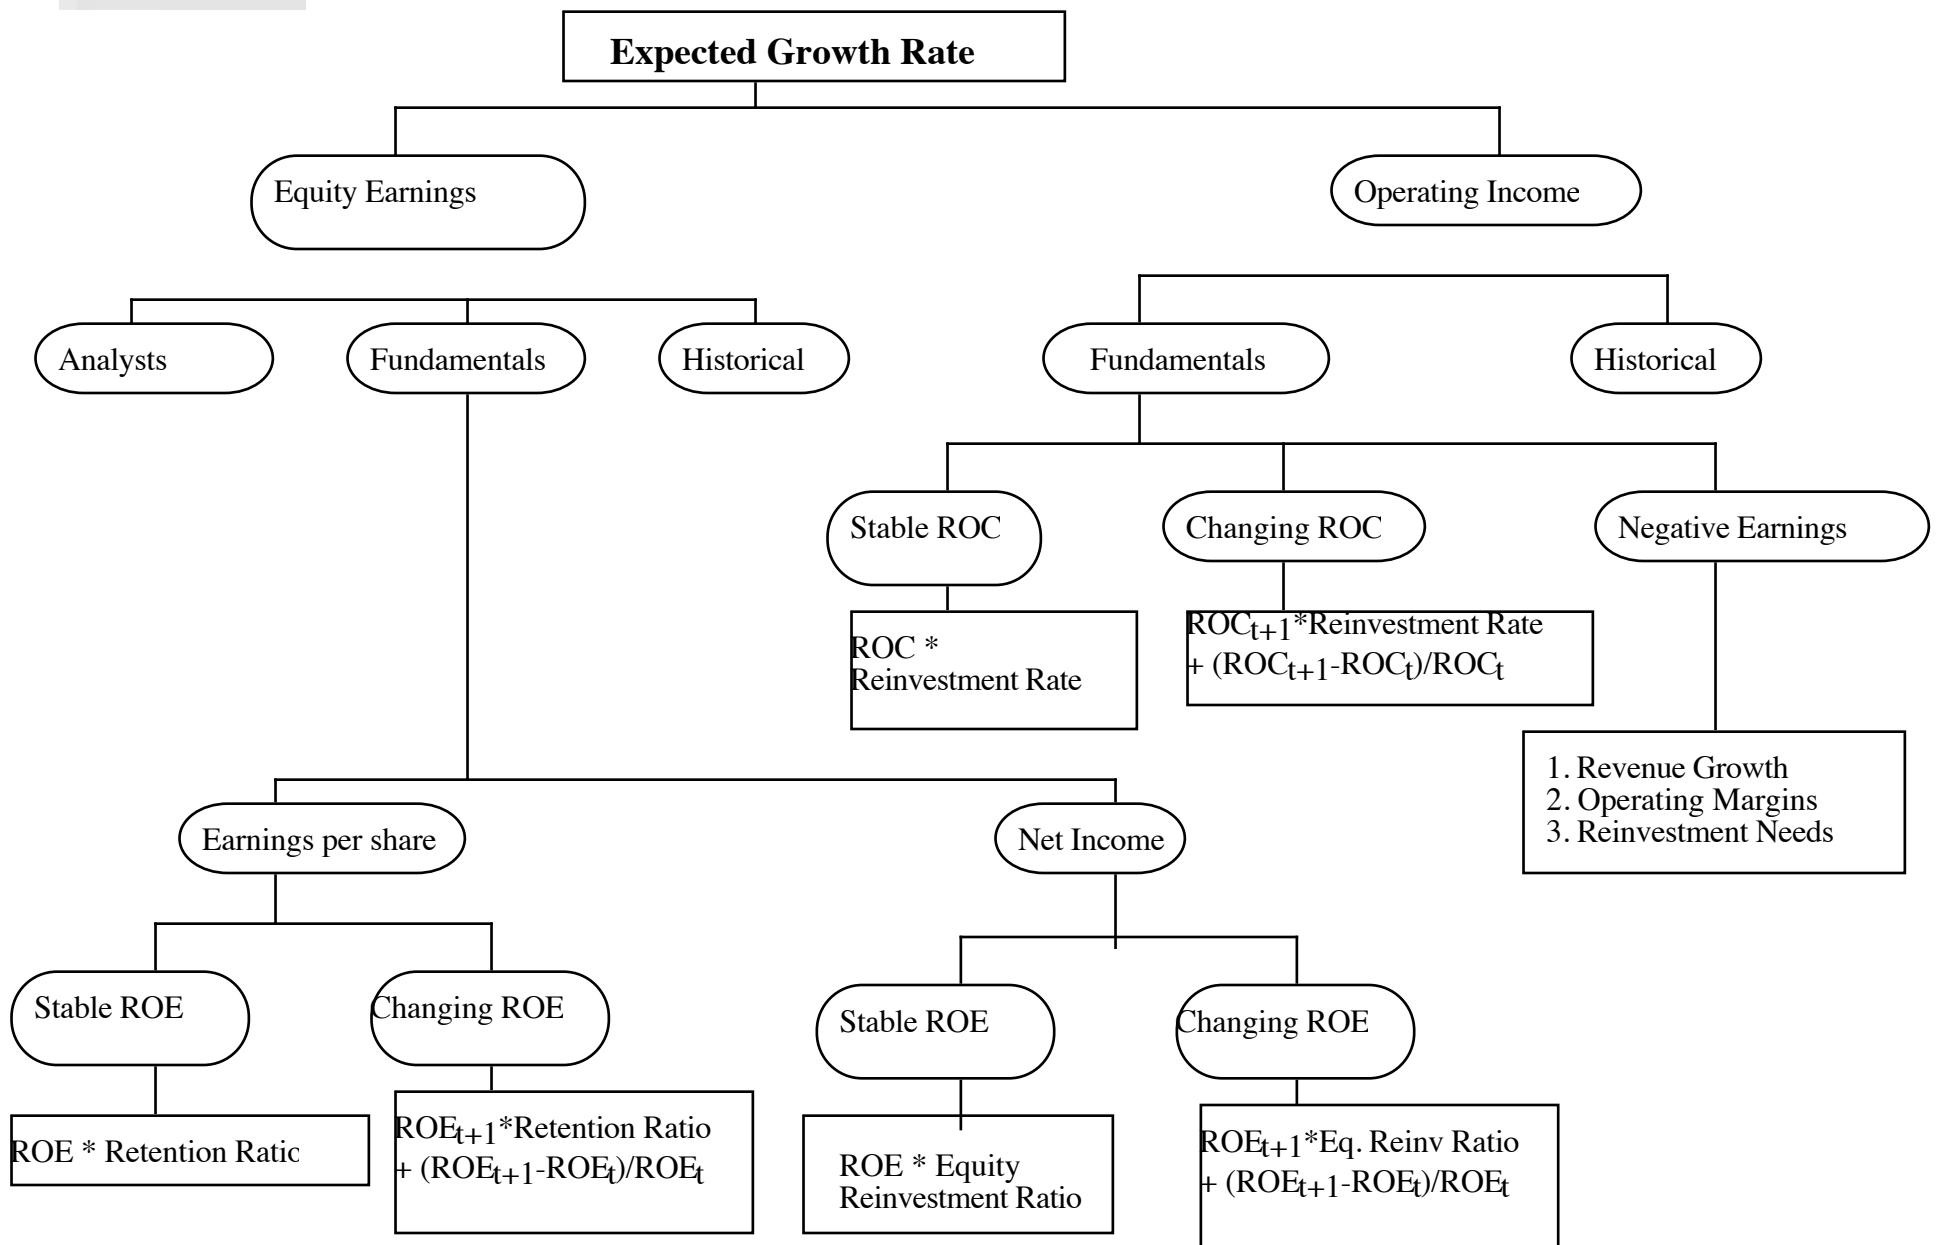 Expected Growth Rate
Equity Earnings
Operating Income
Analysts
Fundamentals
Historical
Fundamentals
Historical
Stable ROC
Changing ROC
Negative Earnings
ROC *
Reinvestment Rate
ROCt+1*Reinvestment Rate
+ (ROCt+1-ROCt)/ROCt
1. Revenue Growth
2. Operating Margins
3. Reinvestment Needs
Earnings per share
Net Income
Stable ROE
Changing ROE
Stable ROE
Changing ROE
ROE * Retention Ratio
ROEt+1*Retention Ratio
+ (ROEt+1-ROEt)/ROEt
ROE * Equity
Reinvestment Ratio
ROEt+1*Eq. Reinv Ratio
+ (ROEt+1-ROEt)/ROEt